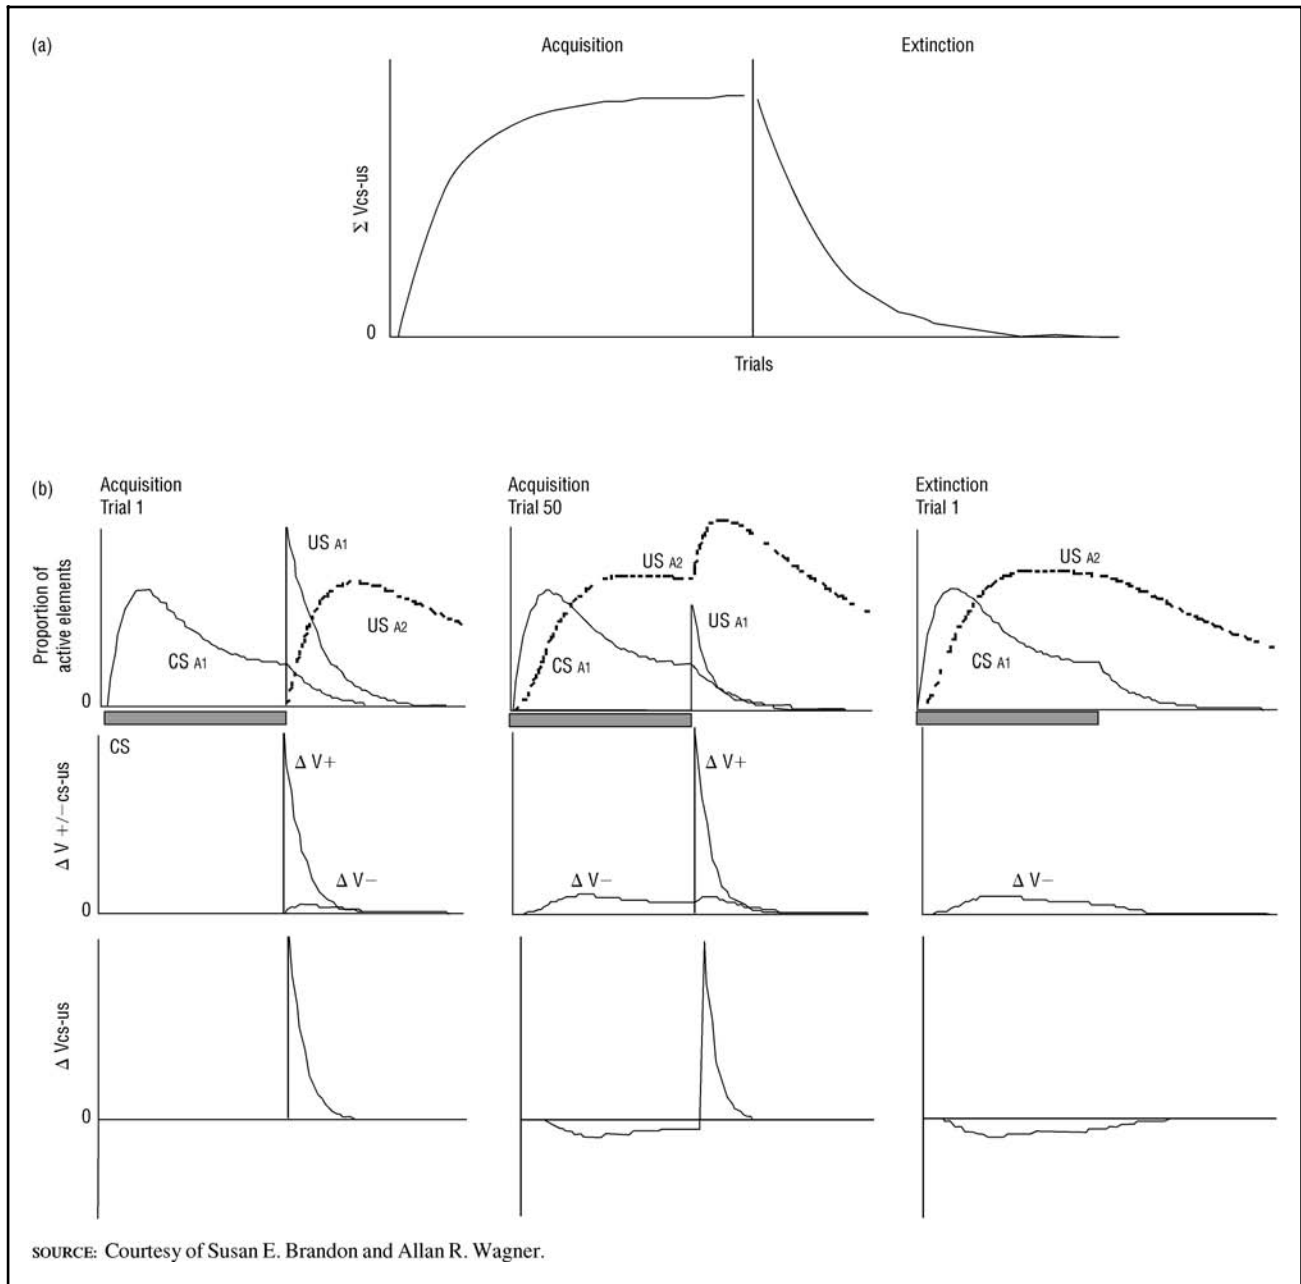 (a)
Acquisition
Extinction
Σ Vcs-us
0
Trials
(b)
Acquisition
Trial 1
Acquisition
Trial 50
Extinction
Trial 1
Proportion of
active elements
US A1
US A2
CS A1
0
US A2
US A1
CS A1
US A2
CS A1
CS
Δ V +/− cs-us
Δ V+
Δ V−
0
Δ V+
Δ V−
Δ V−
Δ Vcs-us
0
SOURCE: Courtesy of Susan E. Brandon and Allan R. Wagner.